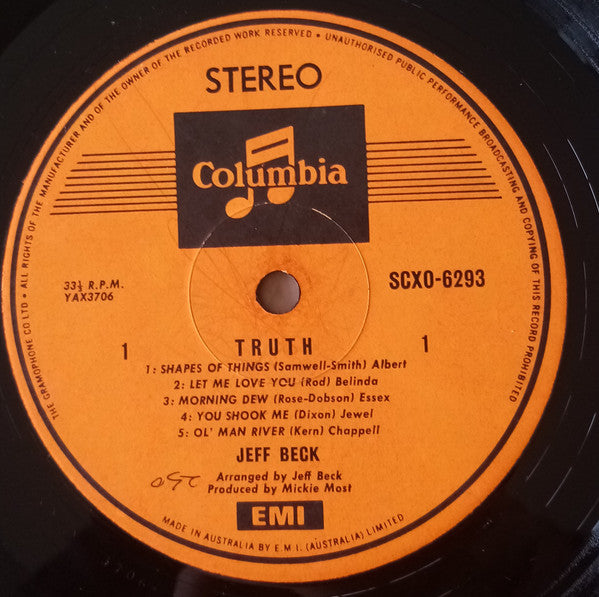 THE GRAMOPHONE CO LTD • ALL RIGHTS OF THE MANUFACTURER AND OF THE OWNER OF THE RECORDED WORK RESERVED • UNAUTHORISED PUBLIC PERFORMANCE BROADCASTING AND COPYING OF THIS RECORD PROHIBITED
STEREO
Columbia
33⅓ R.P.M.
YAX3706
SCXO-6293
1 TRUTH 1
1: SHAPES OF THINGS (Samwell-Smith) Albert
2: LET ME LOVE YOU (Rod) Belinda
3: MORNING DEW (Rose-Dobson) Essex
4: YOU SHOOK ME (Dixon) Jewel
5: OL' MAN RIVER (Kern) Chappell
JEFF BECK
Arranged by Jeff Beck
Produced by Mickie Most
EMI
MADE IN AUSTRALIA BY E.M.I. (AUSTRALIA) LIMITED